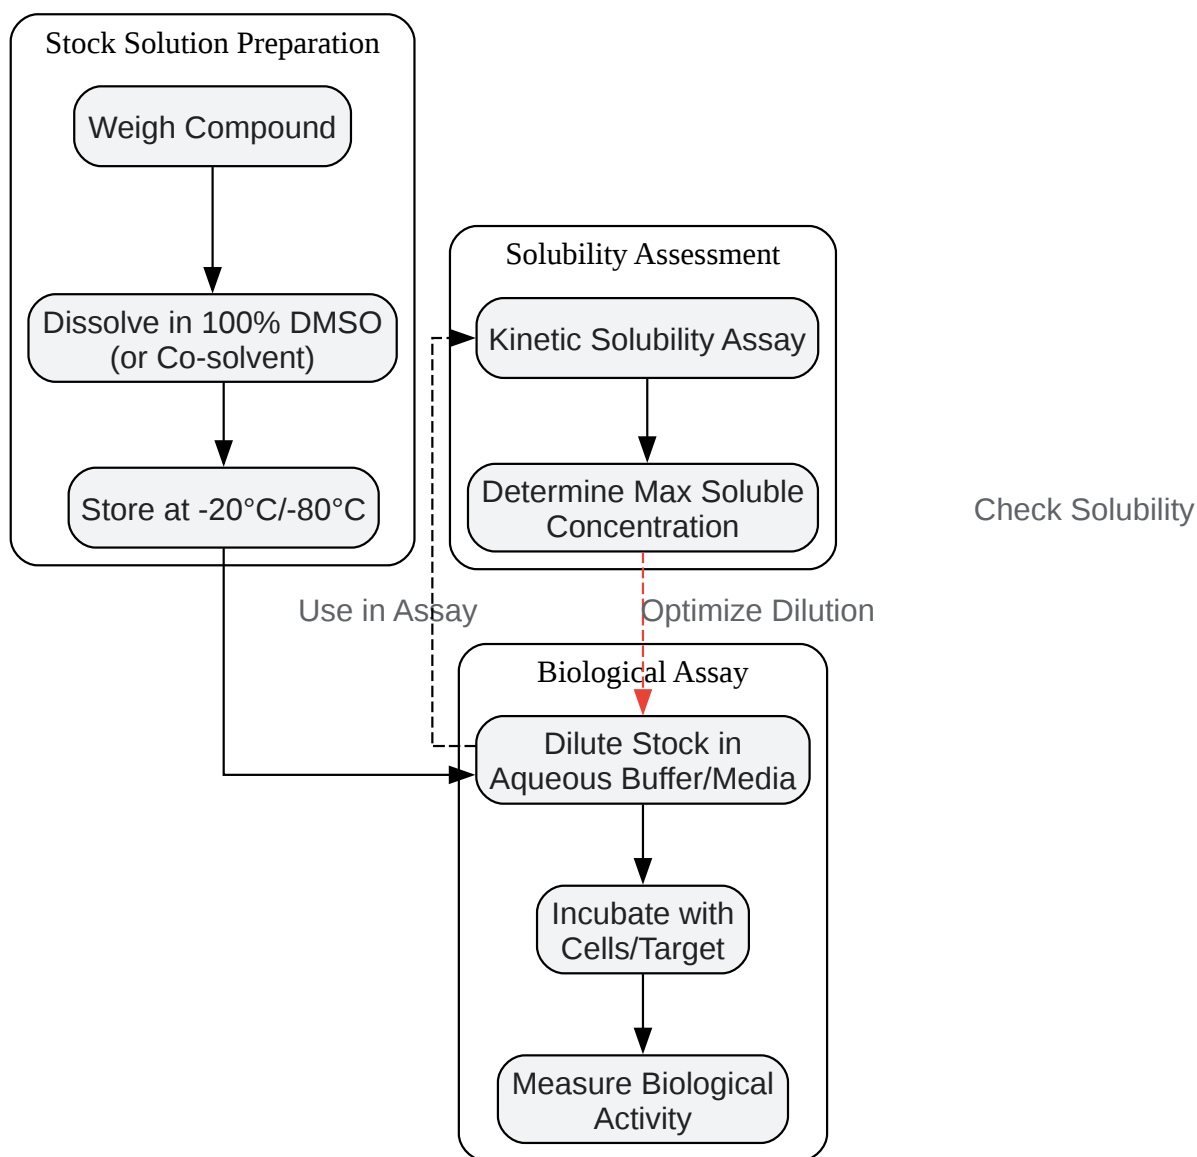 Stock Solution Preparation
Weigh Compound
Dissolve in 100% DMSO
(or Co-solvent)
Store at -20°C/-80°C
Solubility Assessment
Kinetic Solubility Assay
Determine Max Soluble
Concentration
Check Solubility
Use in Assay
Optimize Dilution
Biological Assay
Dilute Stock in
Aqueous Buffer/Media
Incubate with
Cells/Target
Measure Biological
Activity